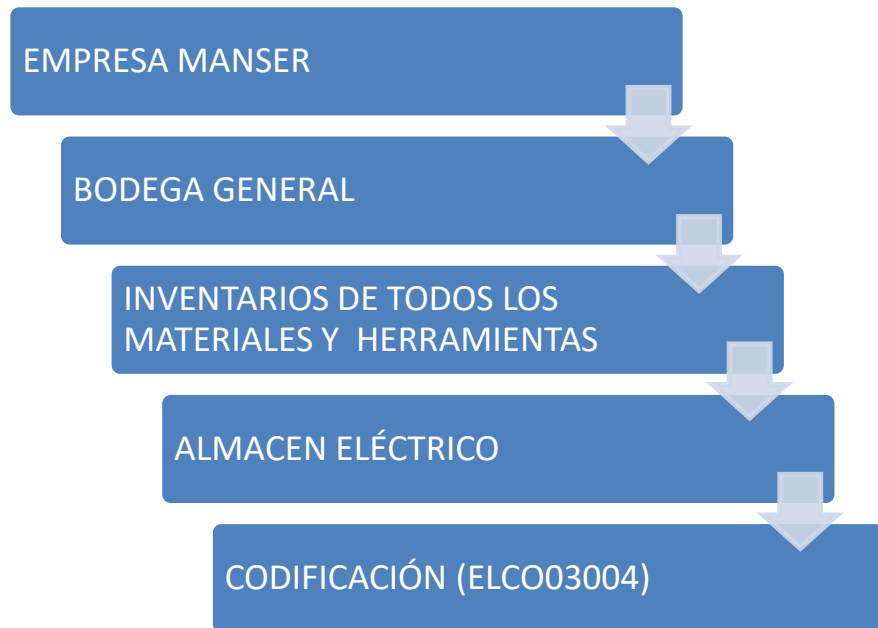 EMPRESA MANSER
BODEGA GENERAL
INVENTARIOS DE TODOS LOS
MATERIALES Y HERRAMIENTAS
ALMACEN ELÉCTRICO
CODIFICACIÓN (ELCO03004)